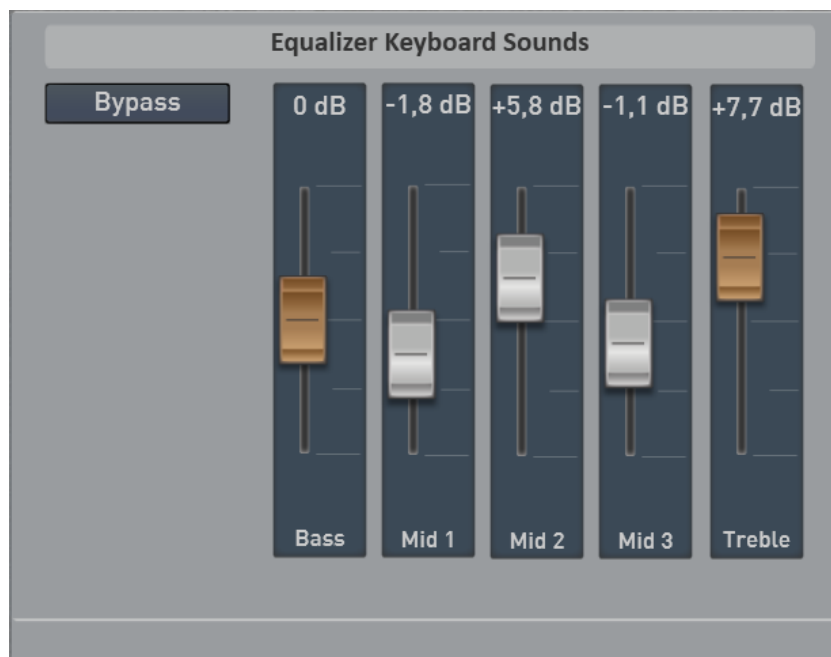 Equalizer Keyboard Sounds
Bypass
0 dB
-1,8 dB
+5,8 dB
-1,1 dB
+7,7 dB
Bass
Mid 1
Mid 2
Mid 3
Treble